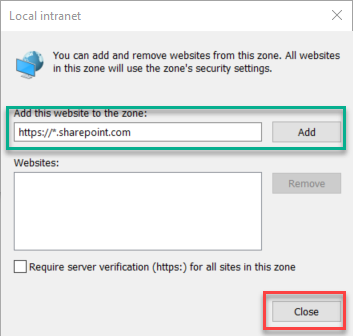 Local intranet
You can add and remove websites from this zone. All websites
in this zone will use the zone's security settings.
Add this website to the zone:
https://*.sharepoint.com
Add
Websites:
Remove
Require server verification (https:) for all sites in this zone
Close